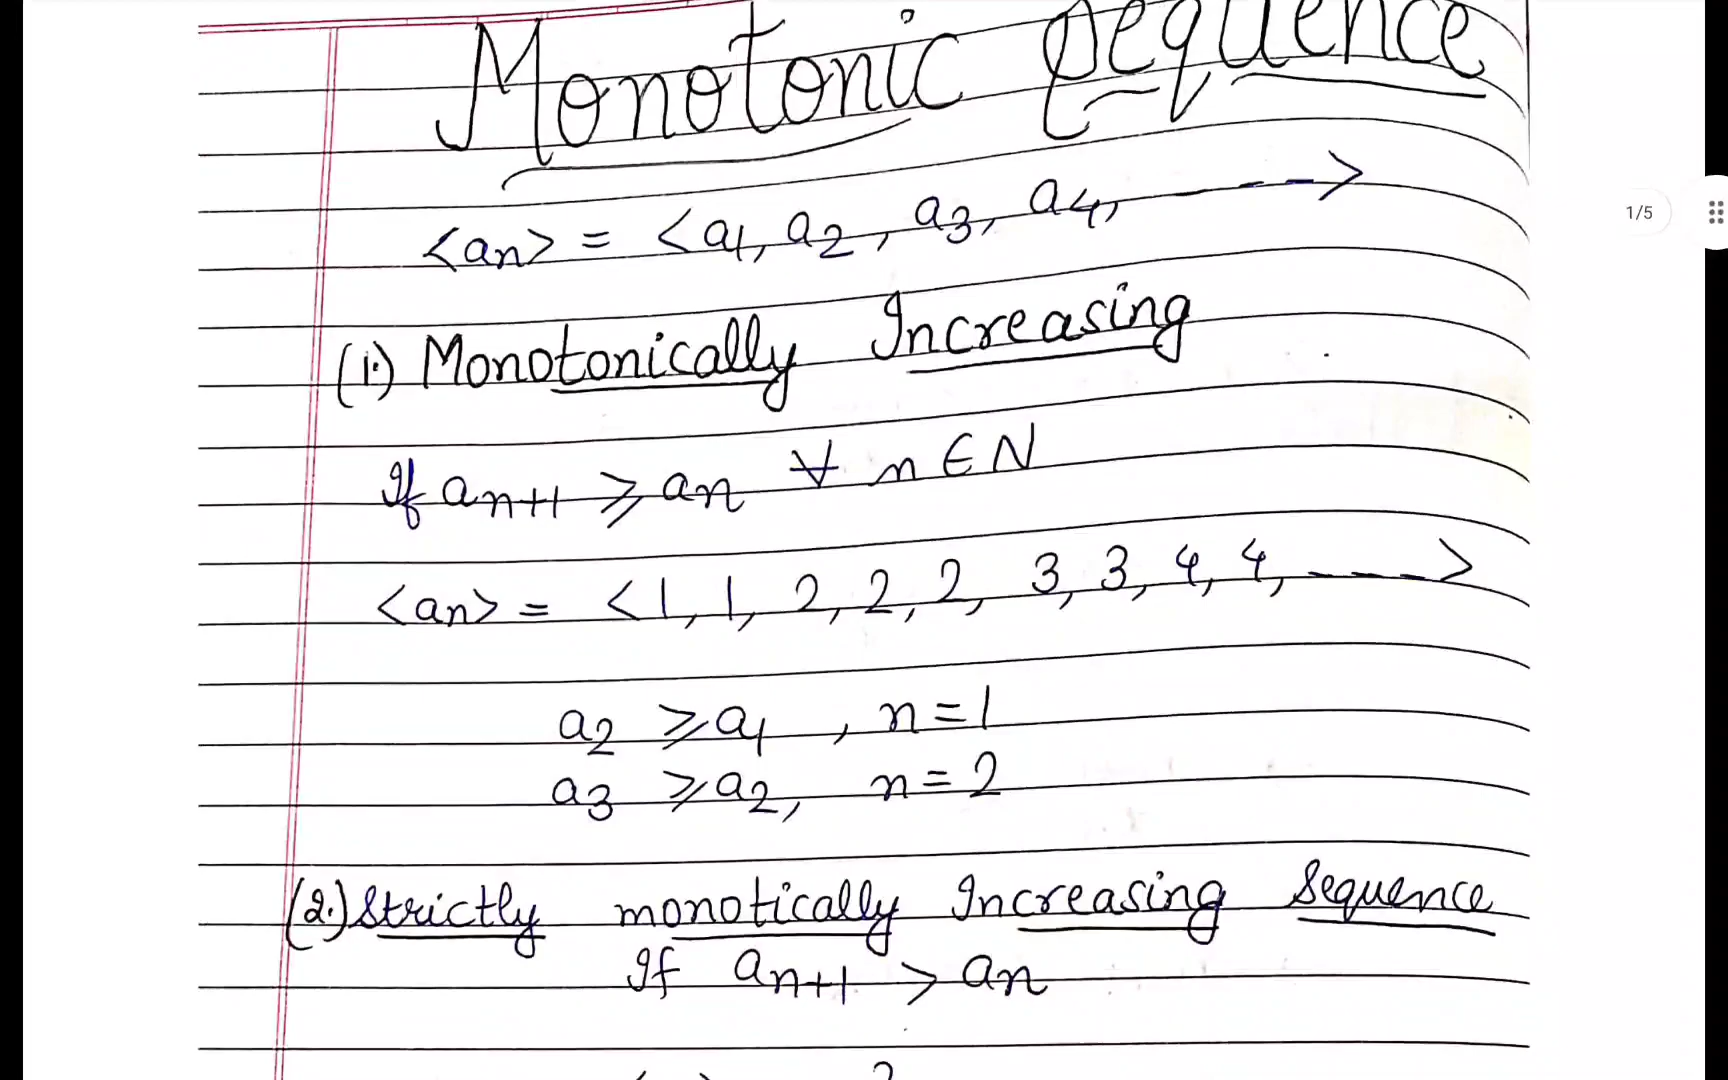 Monotonic Sequence
<an> = <a1, a2, a3, a4, ---->
1/5
(1.) Monotonically Increasing
If an+1 ≥ an ∀ n ∈ N
<an> = <1, 1, 2, 2, 2, 3, 3, 4, 4, ---->
a2 ≥ a1, n=1
a3 ≥ a2, n=2
(2.) Strictly monotically Increasing Sequence
If an+1 > an